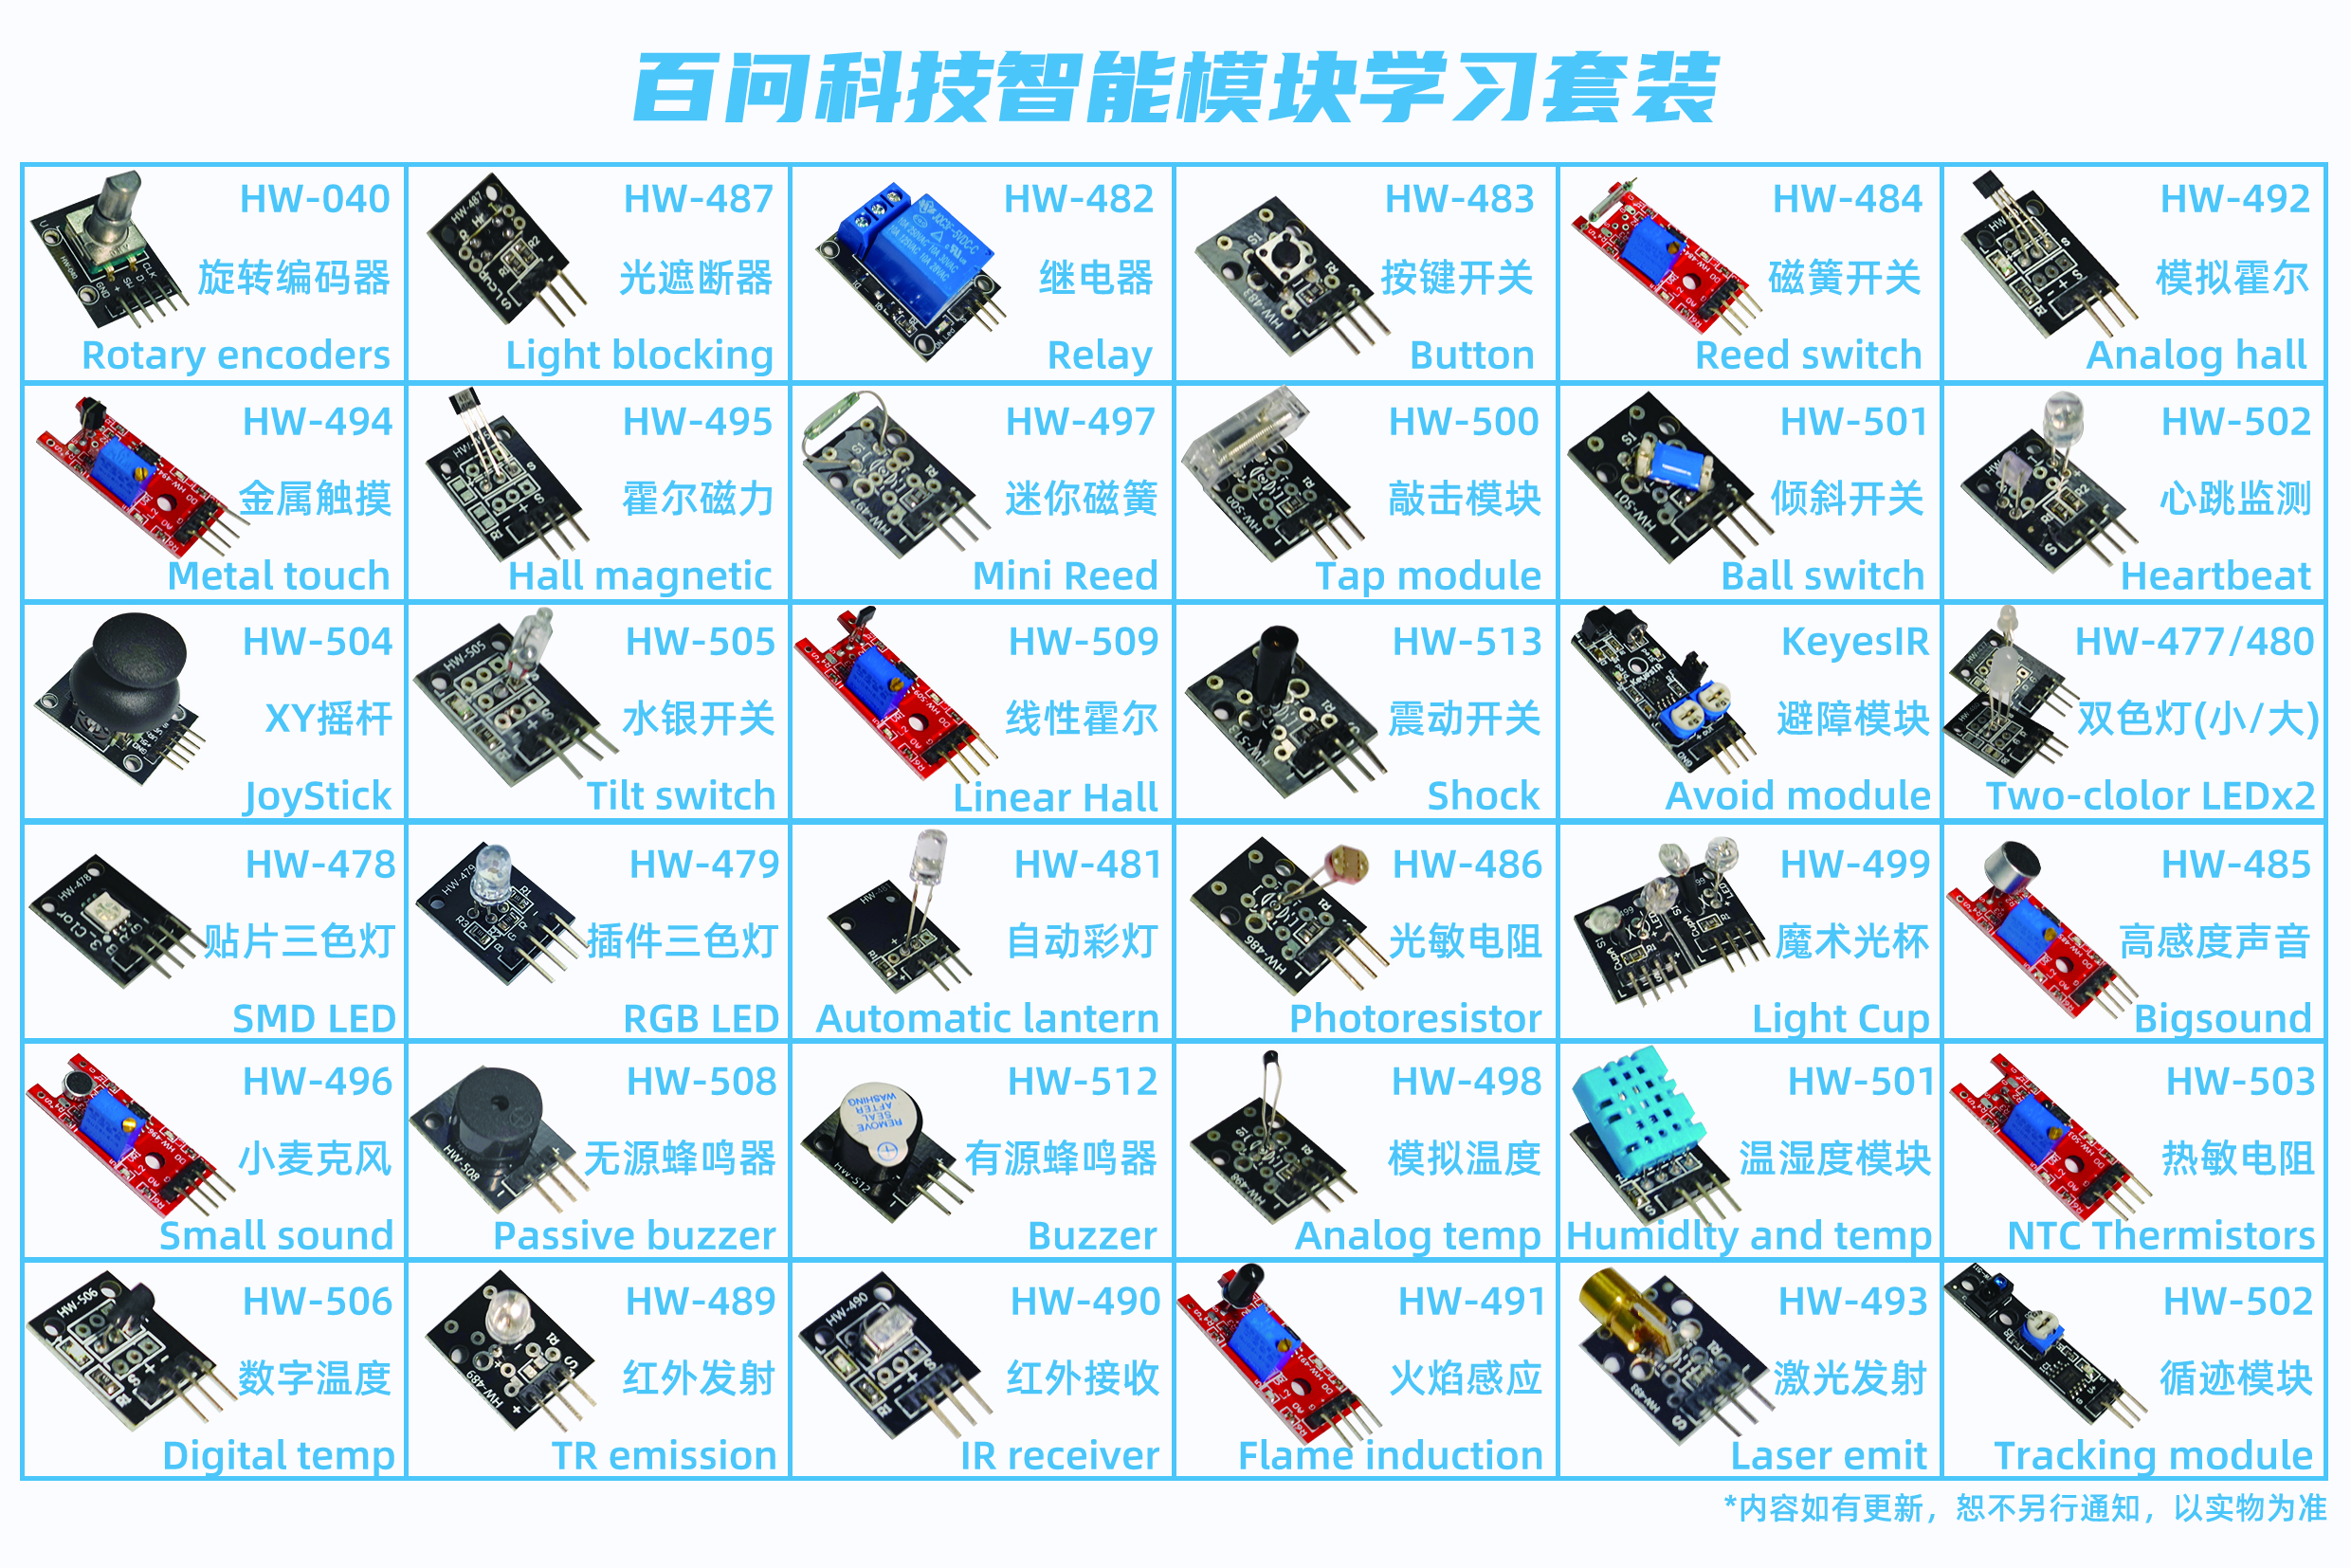 百问科技智能模块学习套装
HW-040
旋转编码器
Rotary encoders
HW-487
光遮断器
Light blocking
HW-482
继电器
Relay
HW-483
按键开关
Button
HW-484
磁簧开关
Reed switch
HW-492
模拟霍尔
Analog hall
HW-494
金属触摸
Metal touch
HW-495
霍尔磁力
Hall magnetic
HW-497
迷你磁簧
Mini Reed
HW-500
敲击模块
Tap module
HW-501
倾斜开关
Ball switch
HW-502
心跳监测
Heartbeat
HW-504
XY摇杆
JoyStick
HW-505
水银开关
Tilt switch
HW-509
线性霍尔
Linear Hall
HW-513
震动开关
Shock
KeyesIR
避障模块
Avoid module
HW-477/480
双色灯(小/大)
Two-clolor LEDx2
HW-478
贴片三色灯
SMD LED
HW-479
插件三色灯
RGB LED
HW-481
自动彩灯
Automatic lantern
HW-486
光敏电阻
Photoresistor
HW-499
魔术光杯
Light Cup
HW-485
高感度声音
Bigsound
HW-496
小麦克风
Small sound
HW-508
无源蜂鸣器
Passive buzzer
HW-512
有源蜂鸣器
Buzzer
REMOVE
SEAL
AFTER
WASHING
HW-498
模拟温度
Analog temp
HW-501
温湿度模块
Humidlty and temp
HW-503
热敏电阻
NTC Thermistors
HW-506
数字温度
Digital temp
HW-489
红外发射
TR emission
HW-490
红外接收
IR receiver
HW-491
火焰感应
Flame induction
HW-493
激光发射
Laser emit
HW-502
循迹模块
Tracking module
*内容如有更新，恕不另行通知，以实物为准